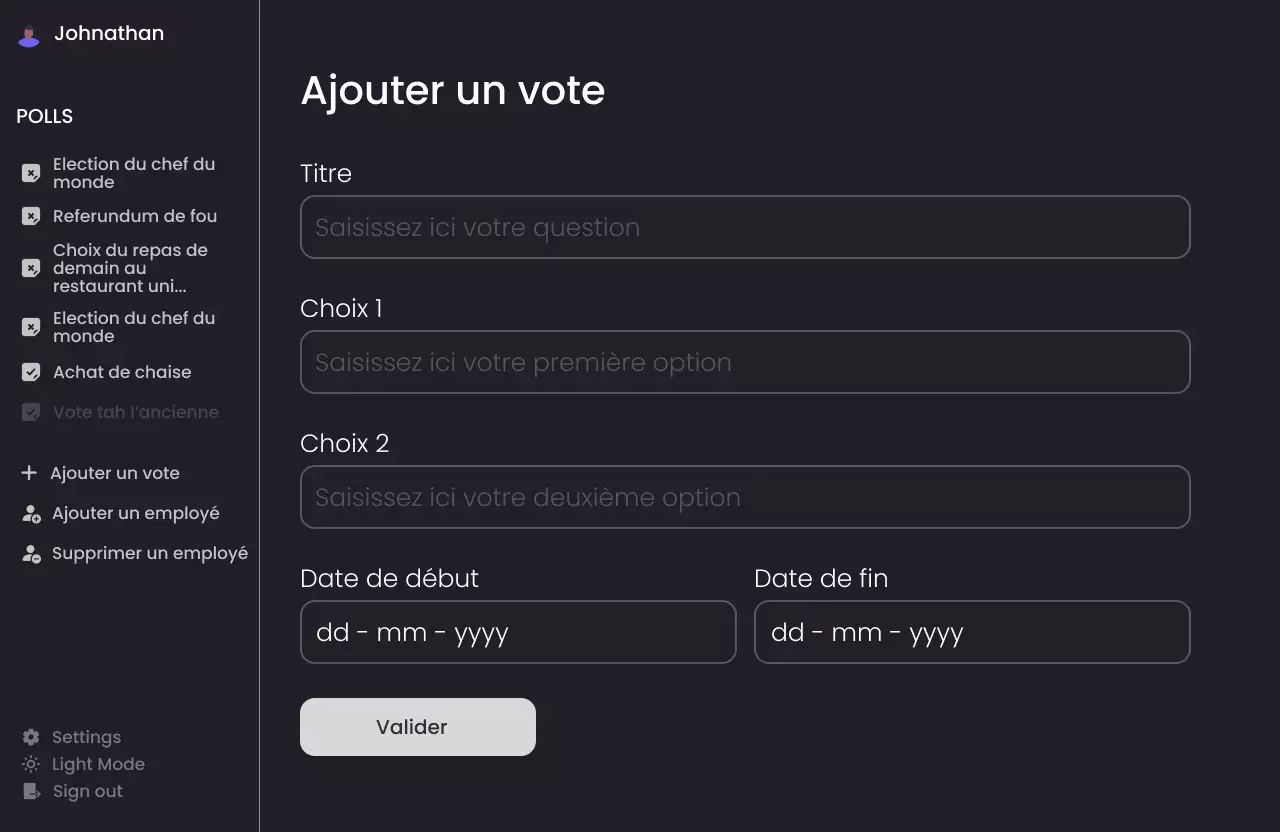 Johnathan
POLLS
Election du chef du
monde
Referundum de fou
Choix du repas de
demain au
restaurant uni...
Election du chef du
monde
Achat de chaise
Vote tah l'ancienne
Ajouter un vote
Ajouter un employé
Supprimer un employé
Settings
Light Mode
Sign out
Ajouter un vote
Titre
Saisissez ici votre question
Choix 1
Saisissez ici votre première option
Choix 2
Saisissez ici votre deuxième option
Date de début
dd - mm - yyyy
Date de fin
dd - mm - yyyy
Valider